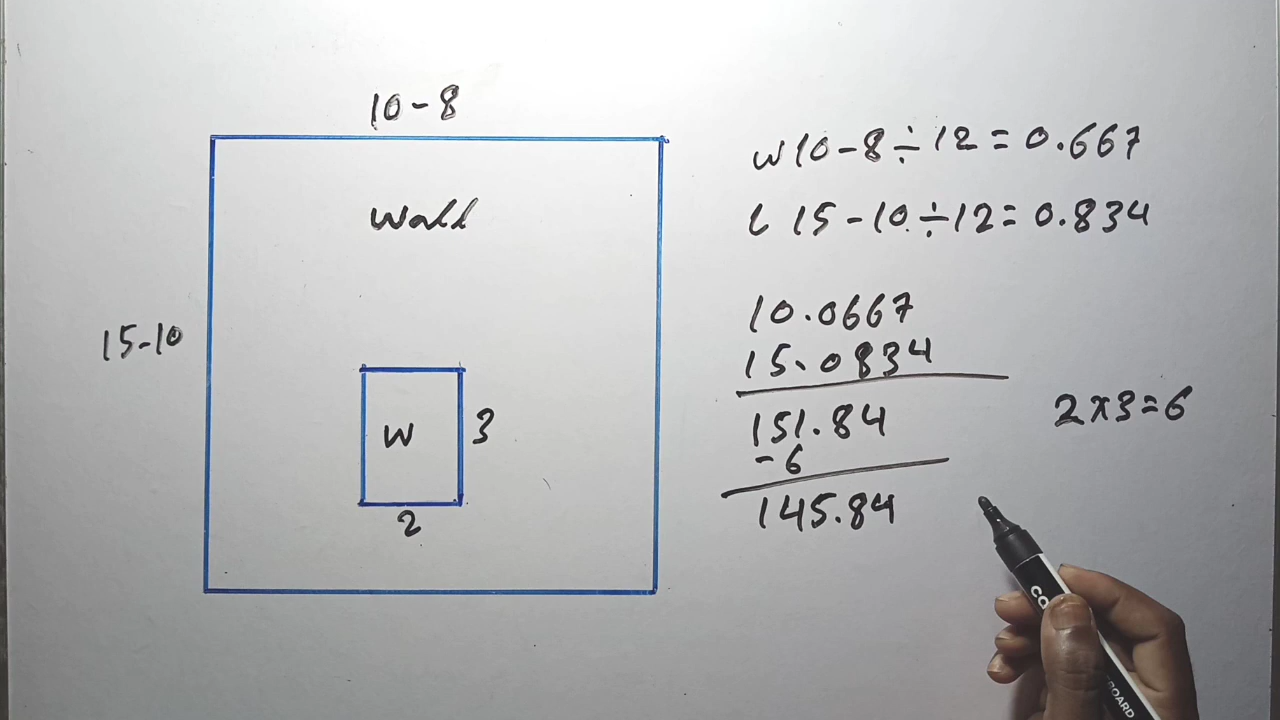 10-8
Wall
15-10
W
3
2
W 10-8÷12=0.667
L 15-10÷12=0.834
10.0667
15.0834
151.84
-6
145.84
2x3=6